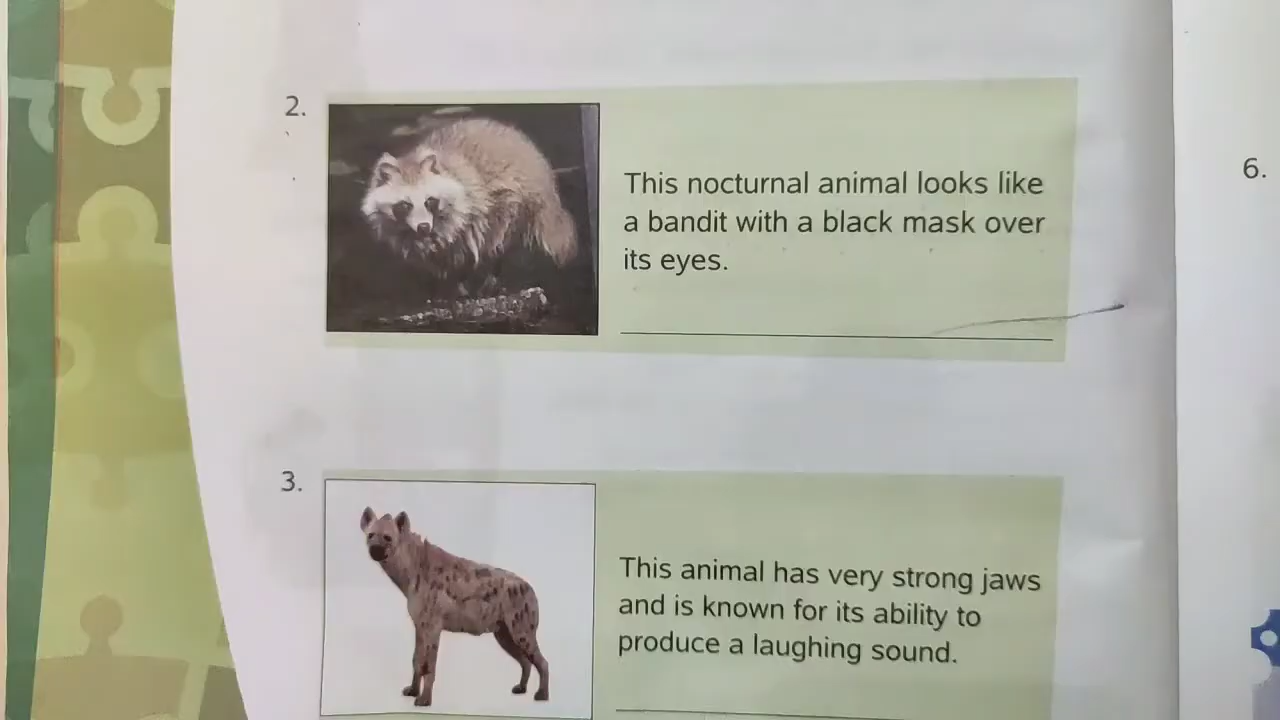 2.
This nocturnal animal looks like
a bandit with a black mask over
its eyes.
6.
3.
This animal has very strong jaws
and is known for its ability to
produce a laughing sound.